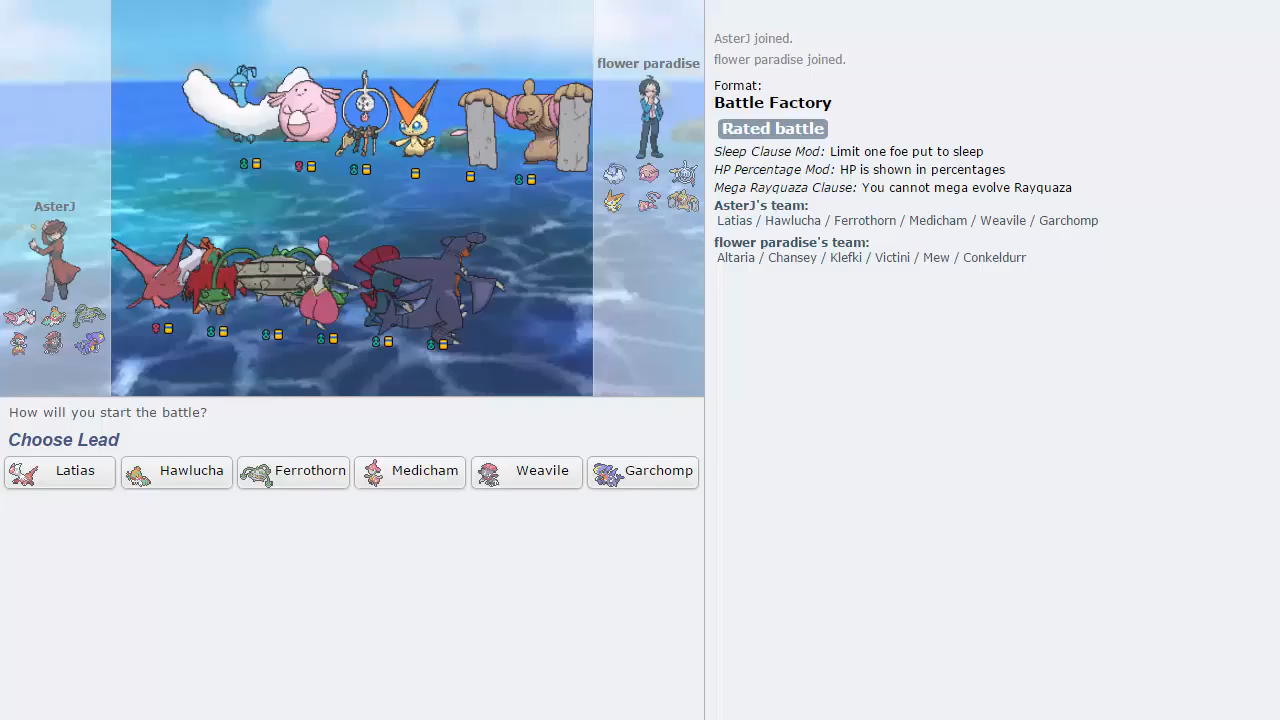 flower paradise
AsterJ
How will you start the battle?
Choose Lead
Latias
Hawlucha
Ferrothorn
Medicham
Weavile
Garchomp
AsterJ joined.
flower paradise joined.
Format:
Battle Factory
Rated battle
Sleep Clause Mod: Limit one foe put to sleep
HP Percentage Mod: HP is shown in percentages
Mega Rayquaza Clause: You cannot mega evolve Rayquaza
AsterJ's team:
Latias / Hawlucha / Ferrothorn / Medicham / Weavile / Garchomp
flower paradise's team:
Altaria / Chansey / Klefki / Victini / Mew / Conkeldurr